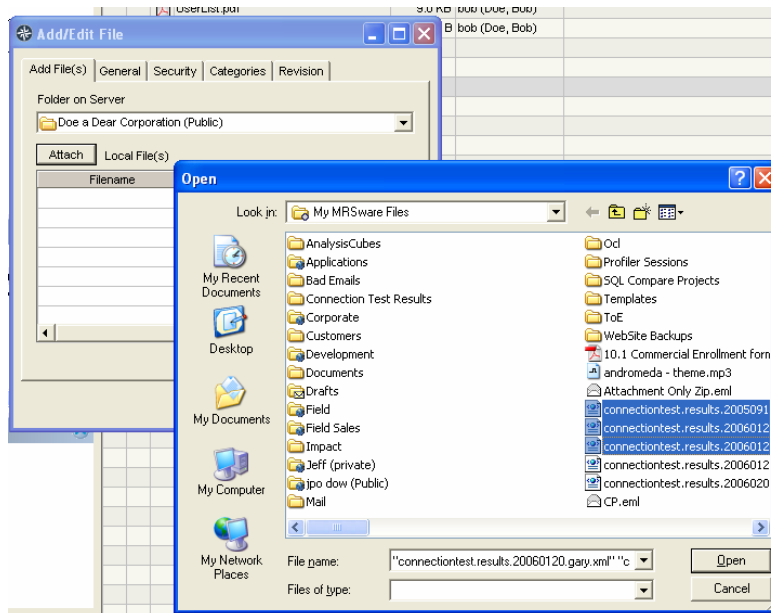 UserList.pdf 9.0 KB bob (Doe, Bob)
B bob (Doe, Bob)
Add/Edit File
Add File(s) General Security Categories Revision
Folder on Server
Doe a Dear Corporation (Public)
Attach Local File(s)
Filename
Open
Look in: My MRSware Files
AnalysisCubes
Applications
Bad Emails
Connection Test Results
Corporate
Customers
Development
Documents
Drafts
Field
Field Sales
Impact
Jeff (private)
jpo dow (Public)
Mail
Ocl
Profiler Sessions
SQL Compare Projects
Templates
ToE
WebSite Backups
10.1 Commercial Enrollment form
andromeda - theme.mp3
Attachment Only Zip.eml
connectiontest.results.2005091
connectiontest.results.2006012
connectiontest.results.2006012
connectiontest.results.2006012
connectiontest.results.2006020
CP.eml
My Recent
Documents
Desktop
My Documents
My Computer
My Network
Places
File name: "connectiontest.results.20060120.gary.xml" "c
Open
Files of type:
Cancel